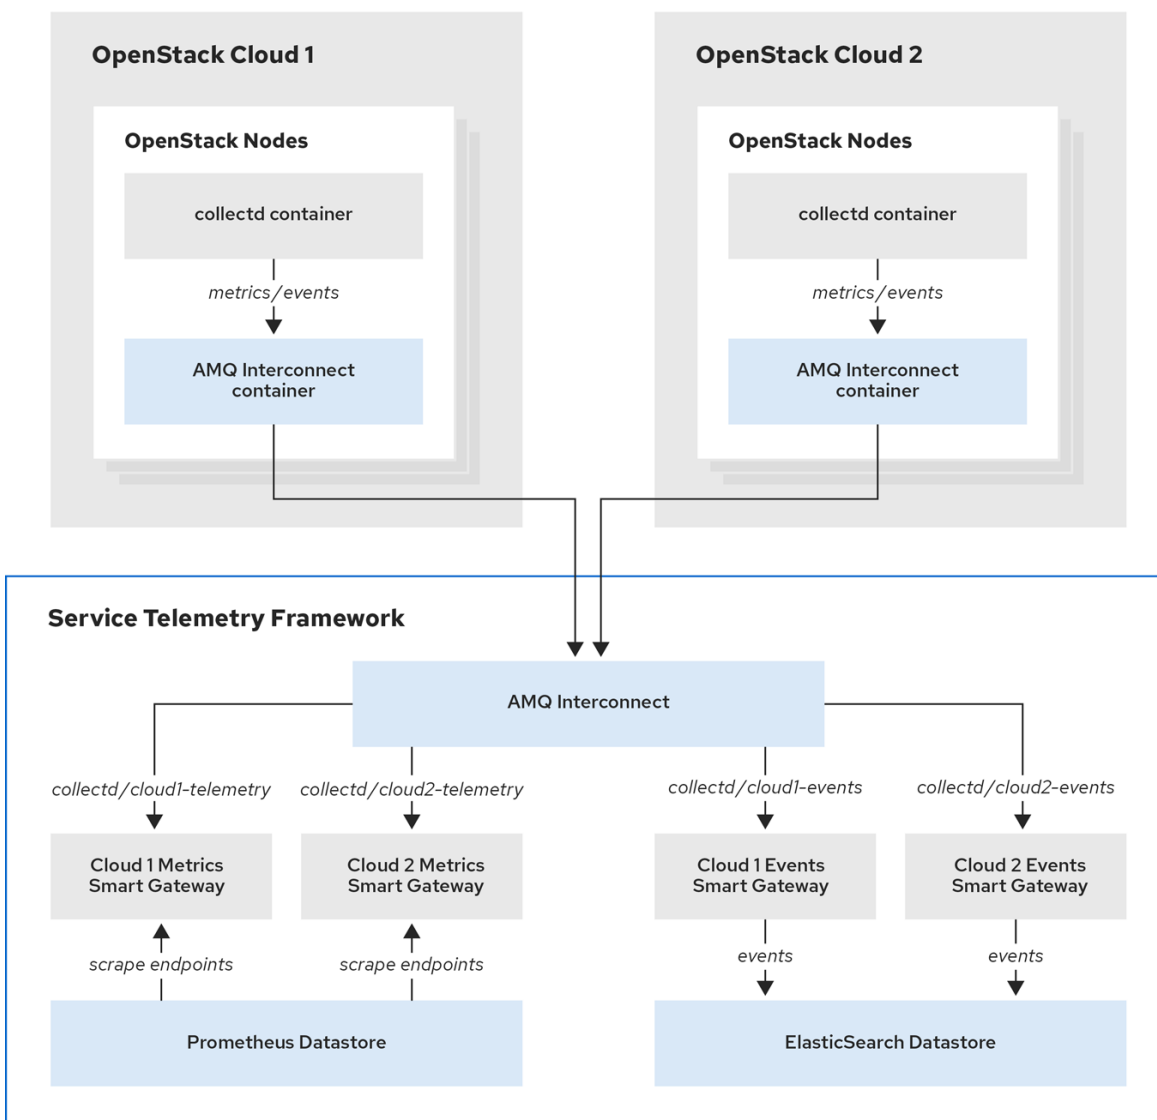 OpenStack Cloud 1
OpenStack Nodes
collectd container
metrics/events
AMQ Interconnect
container
OpenStack Cloud 2
OpenStack Nodes
collectd container
metrics/events
AMQ Interconnect
container
Service Telemetry Framework
AMQ Interconnect
collectd/cloud1-telemetry
collectd/cloud2-telemetry
collectd/cloud1-events
collectd/cloud2-events
Cloud 1 Metrics
Smart Gateway
Cloud 2 Metrics
Smart Gateway
Cloud 1 Events
Smart Gateway
Cloud 2 Events
Smart Gateway
scrape endpoints
scrape endpoints
events
events
Prometheus Datastore
ElasticSearch Datastore